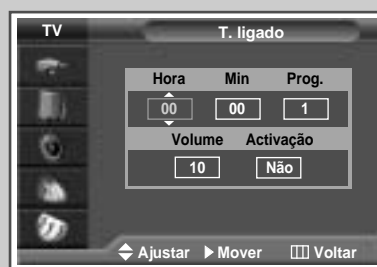 TV
T. ligado
Hora Min Prog.
00 00 1
Volume Activação
10 Não
Ajustar Mover Voltar